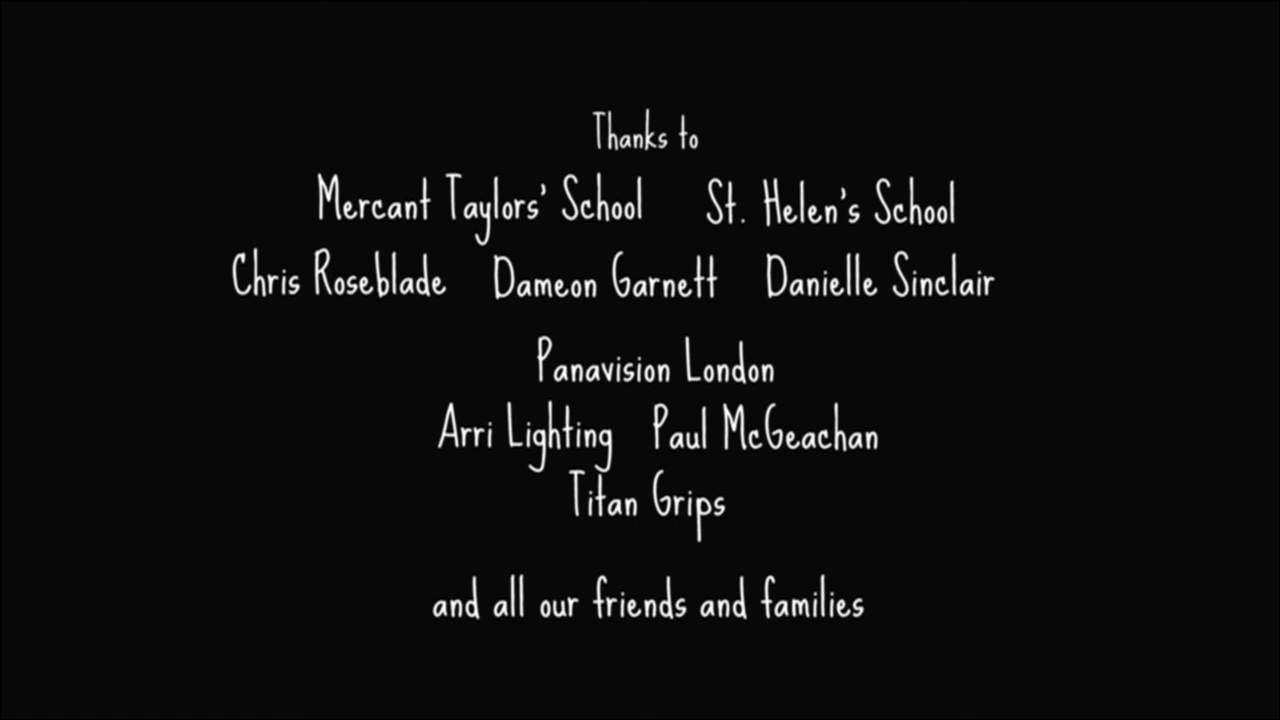 Thanks to
Mercant Taylors' School St. Helen's School
Chris Roseblade Dameon Garnett Danielle Sinclair
Panavision London
Arri Lighting Paul McGeachan
Titan Grips
and all our friends and families